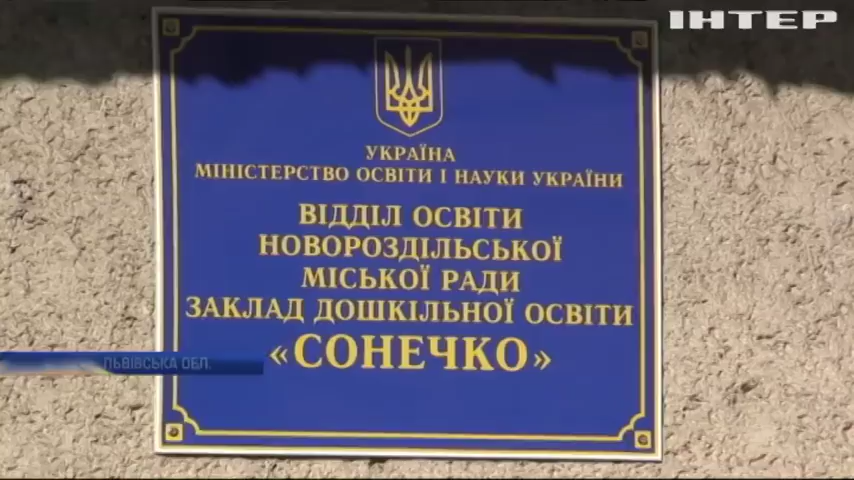 ІНТЕР
УКРАЇНА
МІНІСТЕРСТВО ОСВІТИ І НАУКИ УКРАЇНИ
ВІДДІЛ ОСВІТИ
НОВОРОЗДІЛЬСЬКОЇ
МІСЬКОЇ РАДИ
ЗАКЛАД ДОШКІЛЬНОЇ ОСВІТИ
«СОНЕЧКО»
ЛЬВІВСЬКА ОБЛ.